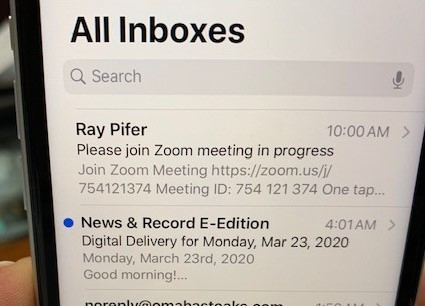 All Inboxes
Search
Ray Pifer 10:00 AM
Please join Zoom meeting in progress
Join Zoom Meeting https://zoom.us/j/
754121374 Meeting ID: 754 121 374 One tap...
News & Record E-Edition 4:01 AM
Digital Delivery for Monday, Mar 23, 2020
Monday, March 23rd, 2020
Good morning!...
noreply@omahasteaks.com